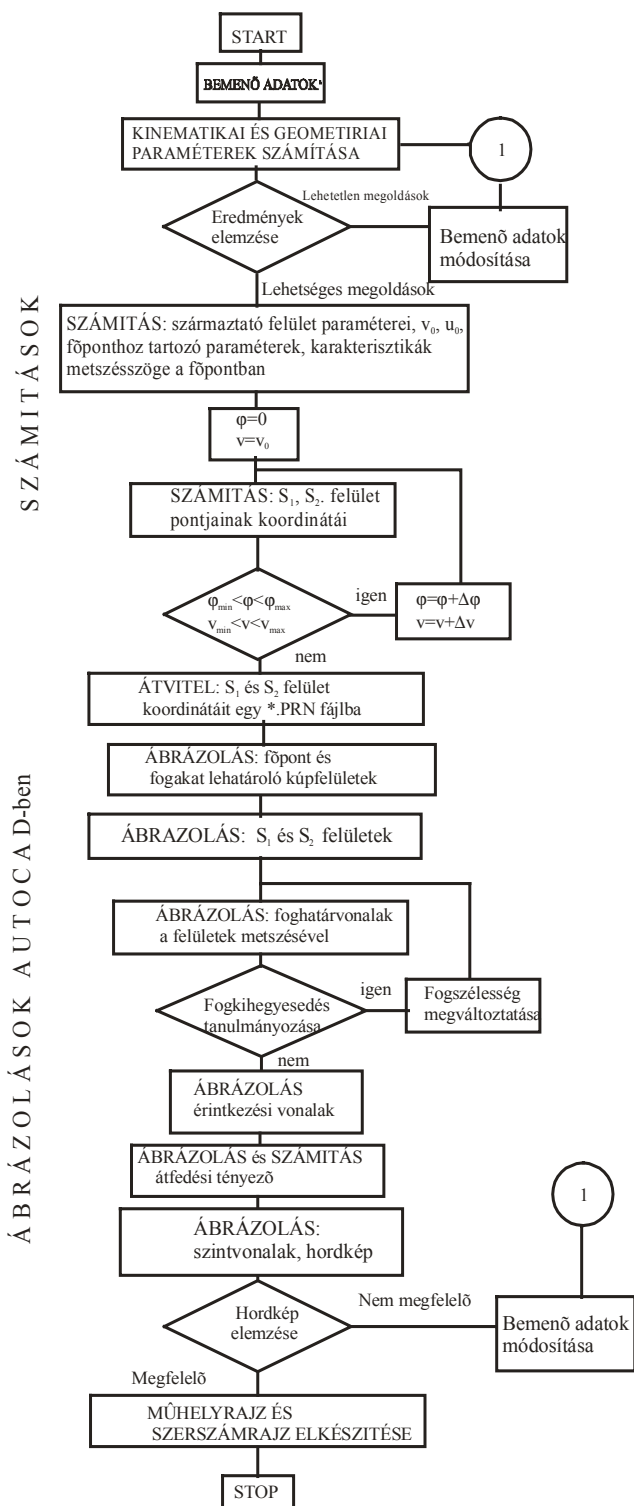 START
BEMENÕ ADATOK
KINEMATIKAI ÉS GEOMETIRIAI
PARAMÉTEREK SZÁMÍTÁSA
1
Lehetetlen megoldások
Eredmények
elemzése
Bemenõ adatok
módosítása
Lehetséges megoldások
SZÁMITÁS: származtató felület paraméterei, v₀, u₀,
fõponthoz tartozó paraméterek, karakterisztikák
metszésszöge a fõpontban
φ=0
v=v₀
SZÁMITÁS: S₁, S₂. felület
pontjainak koordinátái
φmin<φ<φmax
vmin<v<vmax
igen
φ=φ+Δφ
v=v+Δv
nem
ÁTVITEL: S₁ és S₂ felület
koordinátáit egy *.PRN fájlba
ÁBRÁZOLÁS: fõpont és
fogakat lehatároló kúpfelületek
ÁBRAZOLÁS: S₁ és S₂ felületek
ÁBRÁZOLÁS: foghatárvonalak
a felületek metszésével
Fogkihegyesedés
tanulmányozása
igen
Fogszélesség
megváltoztatása
nem
ÁBRÁZOLÁS
érintkezési vonalak
ÁBRÁZOLÁS és SZÁMITÁS
átfedési tényezõ
1
ÁBRÁZOLÁS:
szintvonalak, hordkép
Hordkép
elemzése
Nem megfelelõ
Bemenõ adatok
módosítása
Megfelelõ
MÛHELYRAJZ ÉS
SZERSZÁMRAJZ ELKÉSZITÉSE
STOP
SZÁMITÁSOK
ÁBRÁZOLÁSOK AUTOCAD-ben